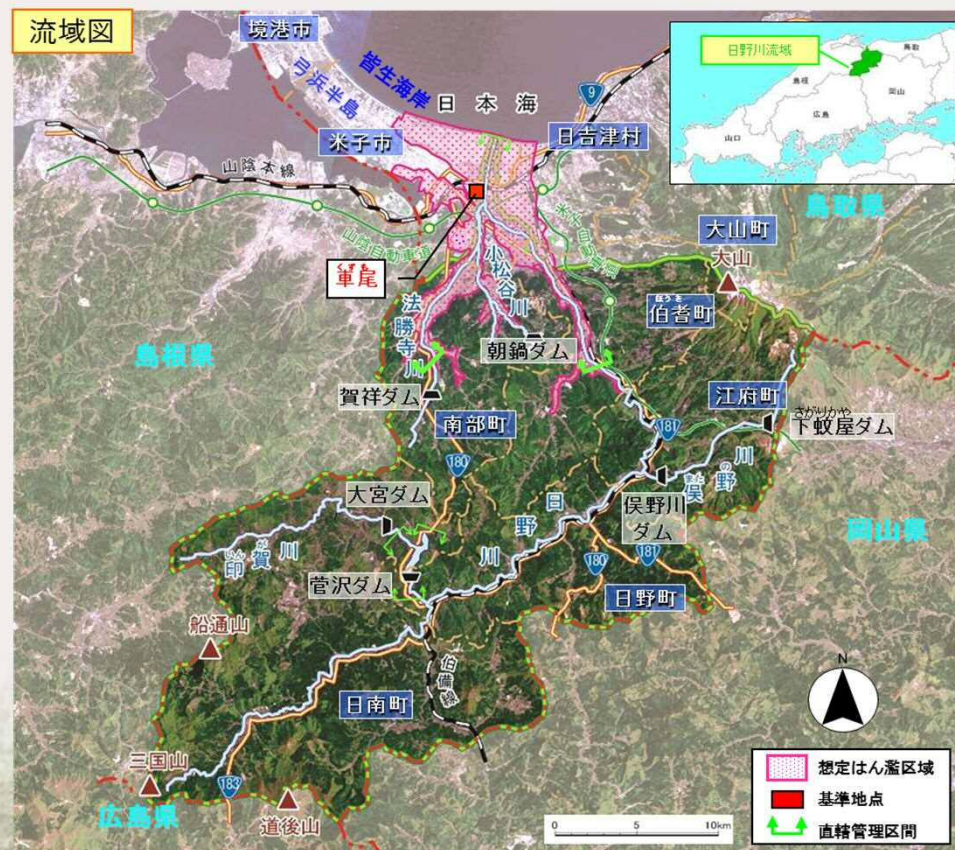 流域図
境港市
弓浜半島
皆生海岸
日本海
9
米子市
日吉津村
山陰本線
山陰自動車道
米子自動車道
くずも
車尾
法勝寺川
小松谷川
朝鍋ダム
賀祥ダム
南部町
大山町
大山
ほうき
伯耆町
江府町
さがりかや
下蚊屋ダム
181
俣野川
また
の
俣野川
ダム
180
大宮ダム
印賀川
いん
が
菅沢ダム
日野川
180
181
日野町
船通山
日南町
伯備線
三国山
183
道後山
鳥取県
島根県
岡山県
広島県
日野川流域
鳥取
島根
岡山
広島
山口
N
0 5 10km
想定はん濫区域
基準地点
直轄管理区間